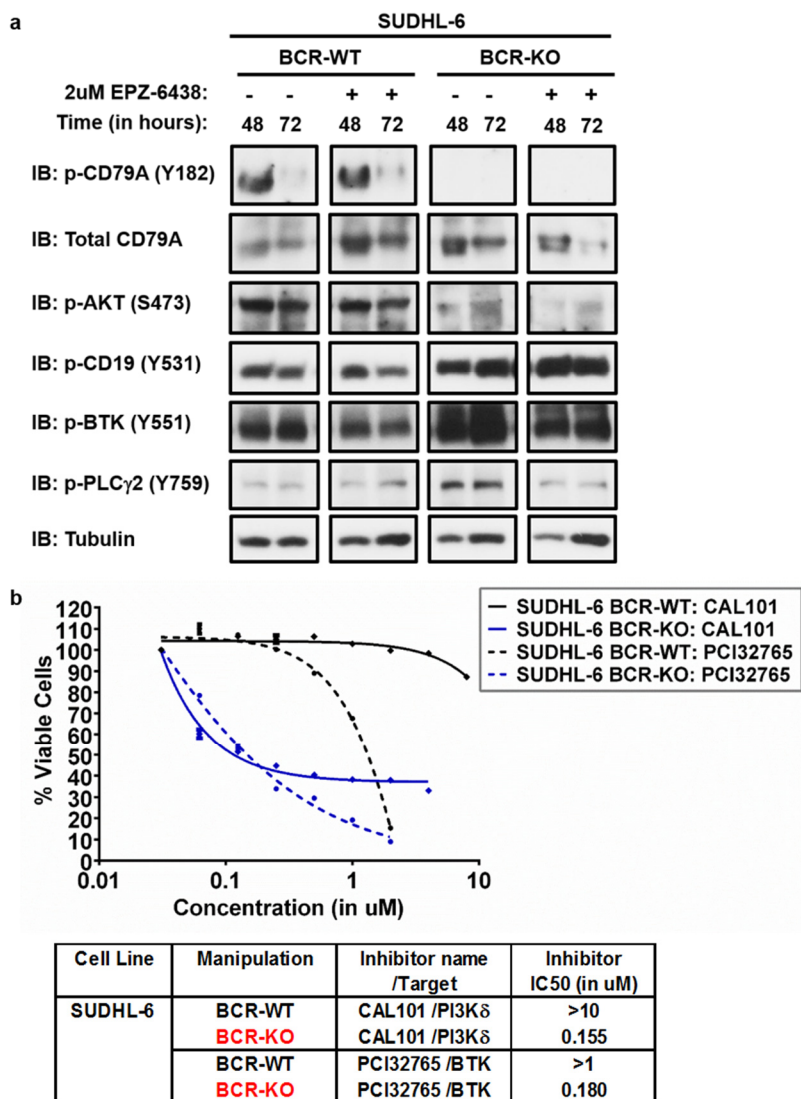 a
SUDHL-6
BCR-WT BCR-KO
2uM EPZ-6438: - - + + - - + +
Time (in hours): 48 72 48 72 48 72 48 72
IB: p-CD79A (Y182)
IB: Total CD79A
IB: p-AKT (S473)
IB: p-CD19 (Y531)
IB: p-BTK (Y551)
IB: p-PLCγ2 (Y759)
IB: Tubulin
b
SUDHL-6 BCR-WT: CAL101
SUDHL-6 BCR-KO: CAL101
SUDHL-6 BCR-WT: PCI32765
SUDHL-6 BCR-KO: PCI32765
% Viable Cells
120
110
100
90
80
70
60
50
40
30
20
10
0
0.01 0.1 1 10
Concentration (in uM)
Cell Line Manipulation Inhibitor name /Target Inhibitor IC50 (in uM)
SUDHL-6 BCR-WT CAL101 /PI3Kδ >10
BCR-KO CAL101 /PI3Kδ 0.155
BCR-WT PCI32765 /BTK >1
BCR-KO PCI32765 /BTK 0.180